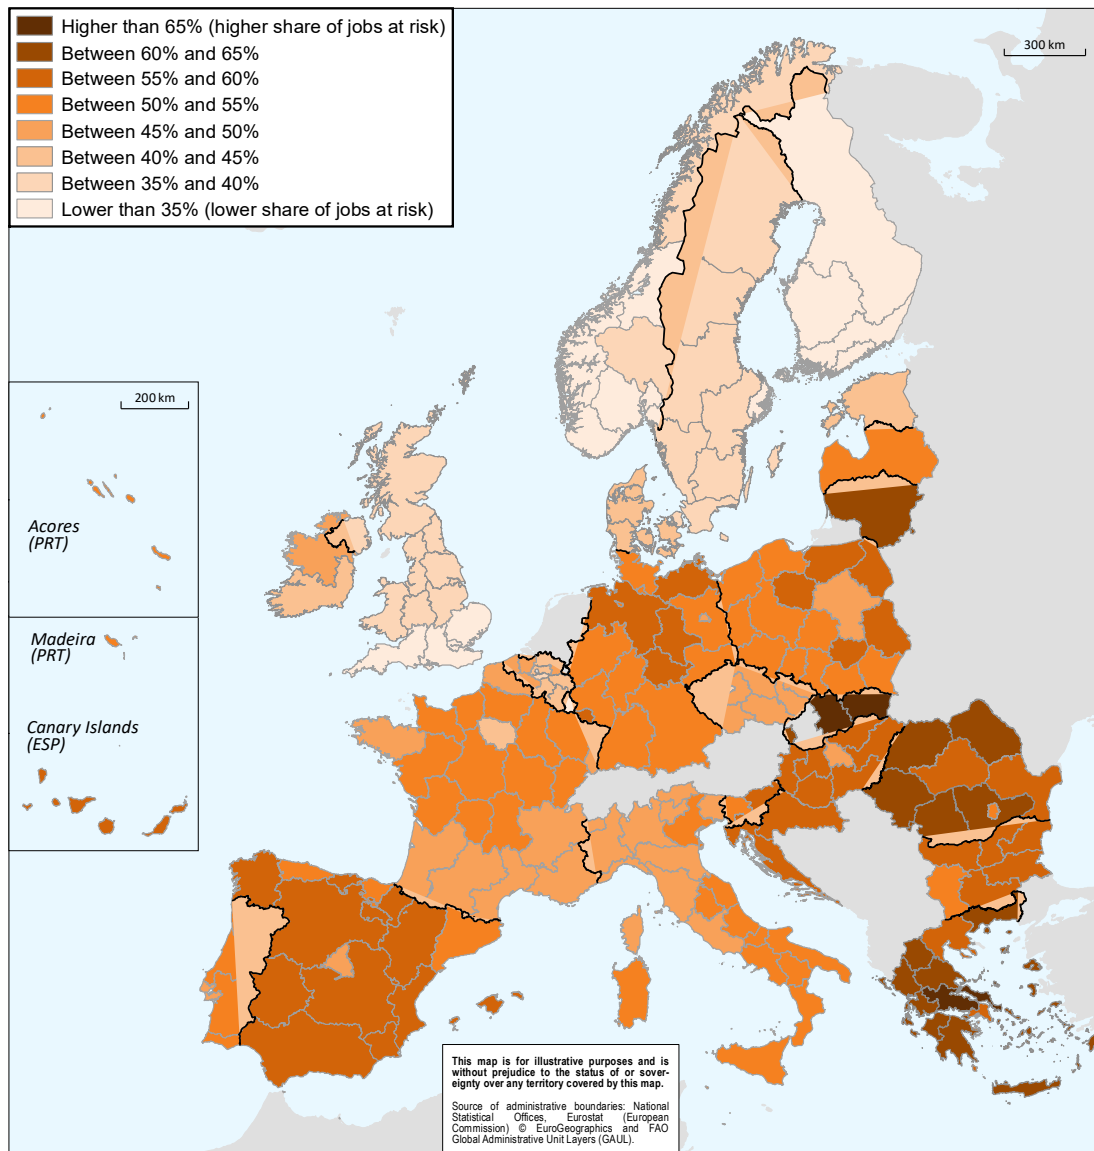 Higher than 65% (higher share of jobs at risk)
Between 60% and 65%
Between 55% and 60%
Between 50% and 55%
Between 45% and 50%
Between 40% and 45%
Between 35% and 40%
Lower than 35% (lower share of jobs at risk)
300 km
200 km
Acores
(PRT)
Madeira
(PRT)
Canary Islands
(ESP)
This map is for illustrative purposes and is
without prejudice to the status of or sover-
eignty over any territory covered by this map.
Source of administrative boundaries: National
Statistical Offices, Eurostat (European
Commission) © EuroGeographics and FAO
Global Administrative Unit Layers (GAUL).